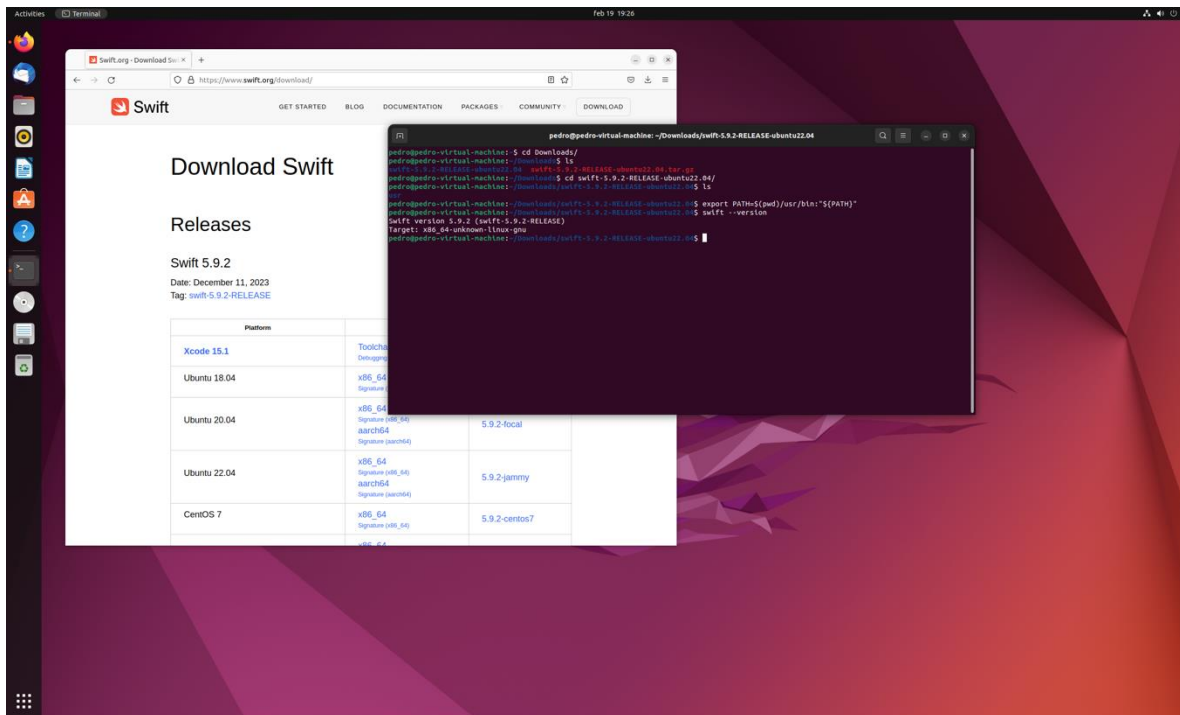 Activities Terminal feb 19 19:26
Swift.org - Download Sw
https://www.swift.org/download/
Swift GET STARTED BLOG DOCUMENTATION PACKAGES COMMUNITY DOWNLOAD
Download Swift
Releases
Swift 5.9.2
Date: December 11, 2023
Tag: swift-5.9.2-RELEASE
Platform
Xcode 15.1 Toolcha
Debugging
Ubuntu 18.04 x86_64
Signature
Ubuntu 20.04 x86_64
Signature (x86_64)
aarch64
Signature (aarch64)
5.9.2-focal
Ubuntu 22.04 x86_64
Signature (x86_64)
aarch64
Signature (aarch64)
5.9.2-jammy
CentOS 7 x86_64
Signature (x86_64)
5.9.2-centos7
x86_64
pedro@pedro-virtual-machine: ~/Downloads/swift-5.9.2-RELEASE-ubuntu22.04
pedro@pedro-virtual-machine:~$ cd Downloads/
pedro@pedro-virtual-machine:~/Downloads$ ls
swift-5.9.2-RELEASE-ubuntu22.04 swift-5.9.2-RELEASE-ubuntu22.04.tar.gz
pedro@pedro-virtual-machine:~/Downloads$ cd swift-5.9.2-RELEASE-ubuntu22.04/
pedro@pedro-virtual-machine:~/Downloads/swift-5.9.2-RELEASE-ubuntu22.04$ ls
usr
pedro@pedro-virtual-machine:~/Downloads/swift-5.9.2-RELEASE-ubuntu22.04$ export PATH=$(pwd)/usr/bin:"${PATH}"
pedro@pedro-virtual-machine:~/Downloads/swift-5.9.2-RELEASE-ubuntu22.04$ swift --version
Swift version 5.9.2 (swift-5.9.2-RELEASE)
Target: x86_64-unknown-linux-gnu
pedro@pedro-virtual-machine:~/Downloads/swift-5.9.2-RELEASE-ubuntu22.04$